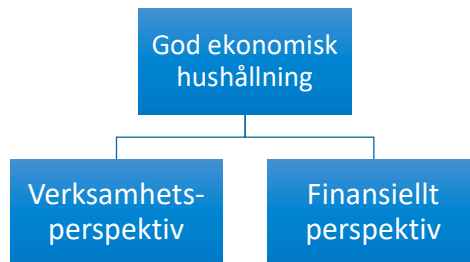 God ekonomisk
hushållning
Verksamhets-
perspektiv
Finansiellt
perspektiv